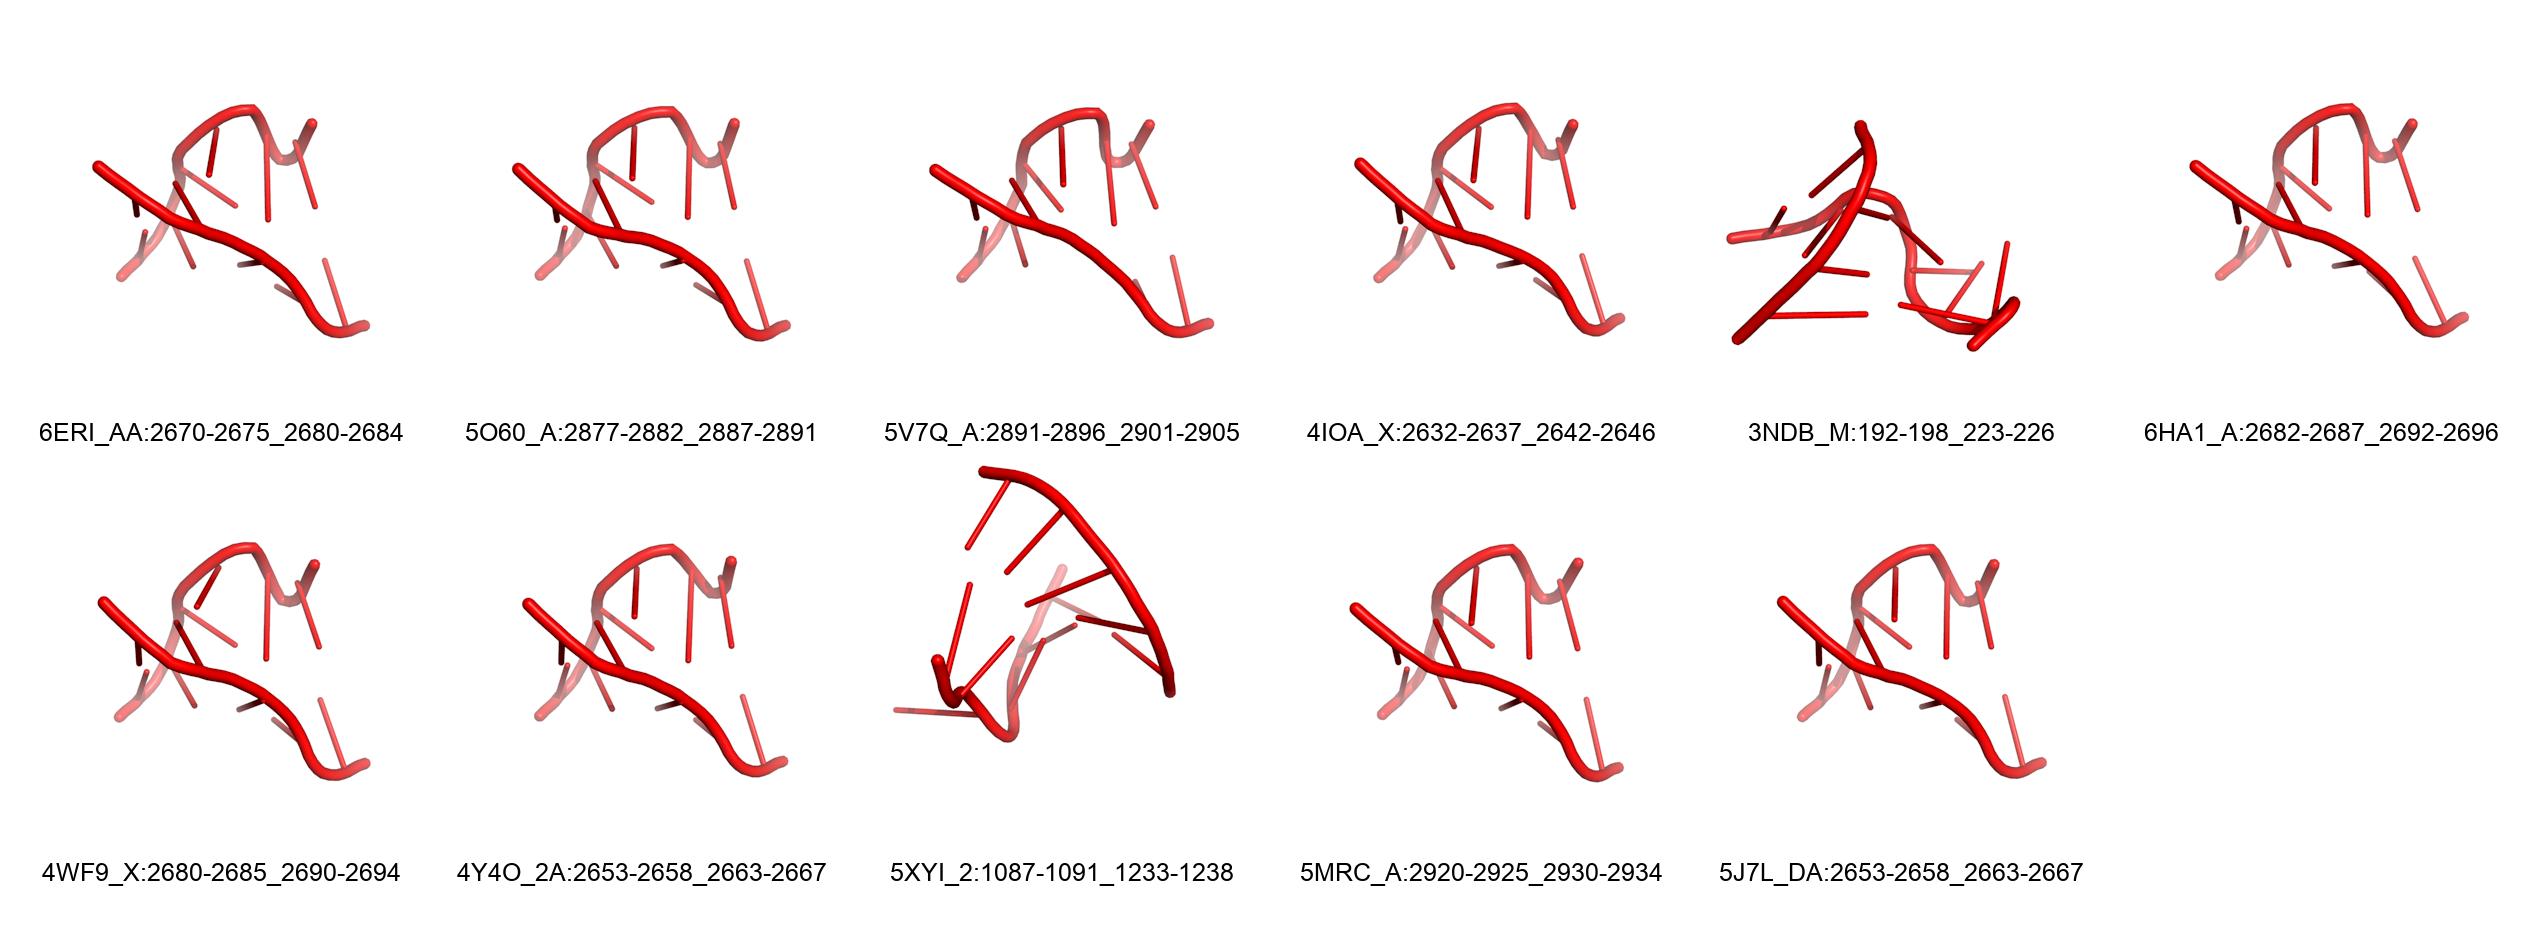 6ERI_AA:2670-2675_2680-2684
5O60_A:2877-2882_2887-2891
5V7Q_A:2891-2896_2901-2905
4IOA_X:2632-2637_2642-2646
3NDB_M:192-198_223-226
6HA1_A:2682-2687_2692-2696
4WF9_X:2680-2685_2690-2694
4Y4O_2A:2653-2658_2663-2667
5XYI_2:1087-1091_1233-1238
5MRC_A:2920-2925_2930-2934
5J7L_DA:2653-2658_2663-2667